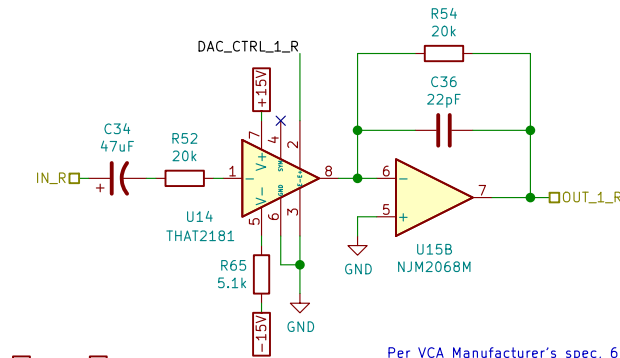 R54
20k
DAC_CTRL_1_R
C36
22pF
+15V
C34
47uF
R52
20k
7
4
2
V+
SYM
1
8
6
7
IN_R
+
I
-
OUT_1_R
V-
GND
5
+
U14
THAT2181
5
6
3
U15B
NJM2068M
GND
R65
5.1k
GND
-15V
Per VCA Manufacturer's spec, 6